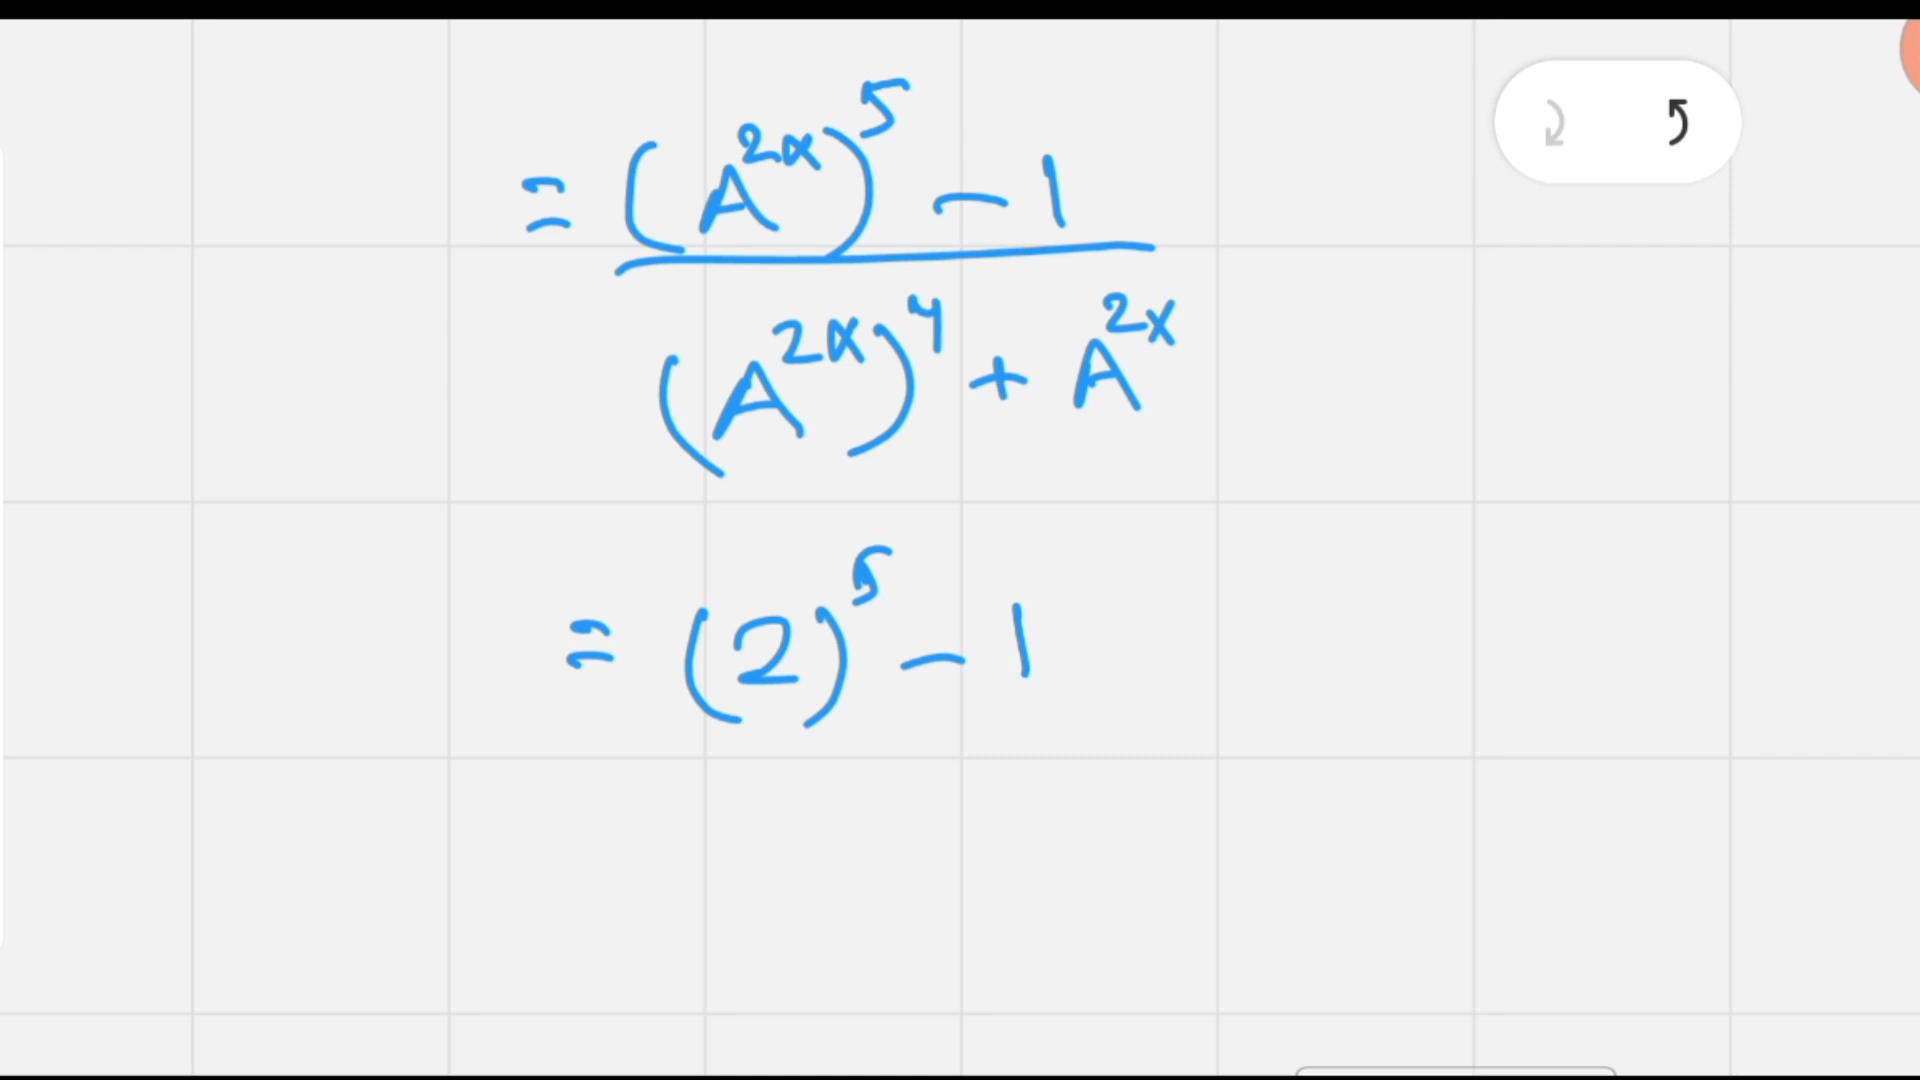 = (A^2x)^5 - 1
(A^2x)^4 + A^2x
= (2)^5 - 1